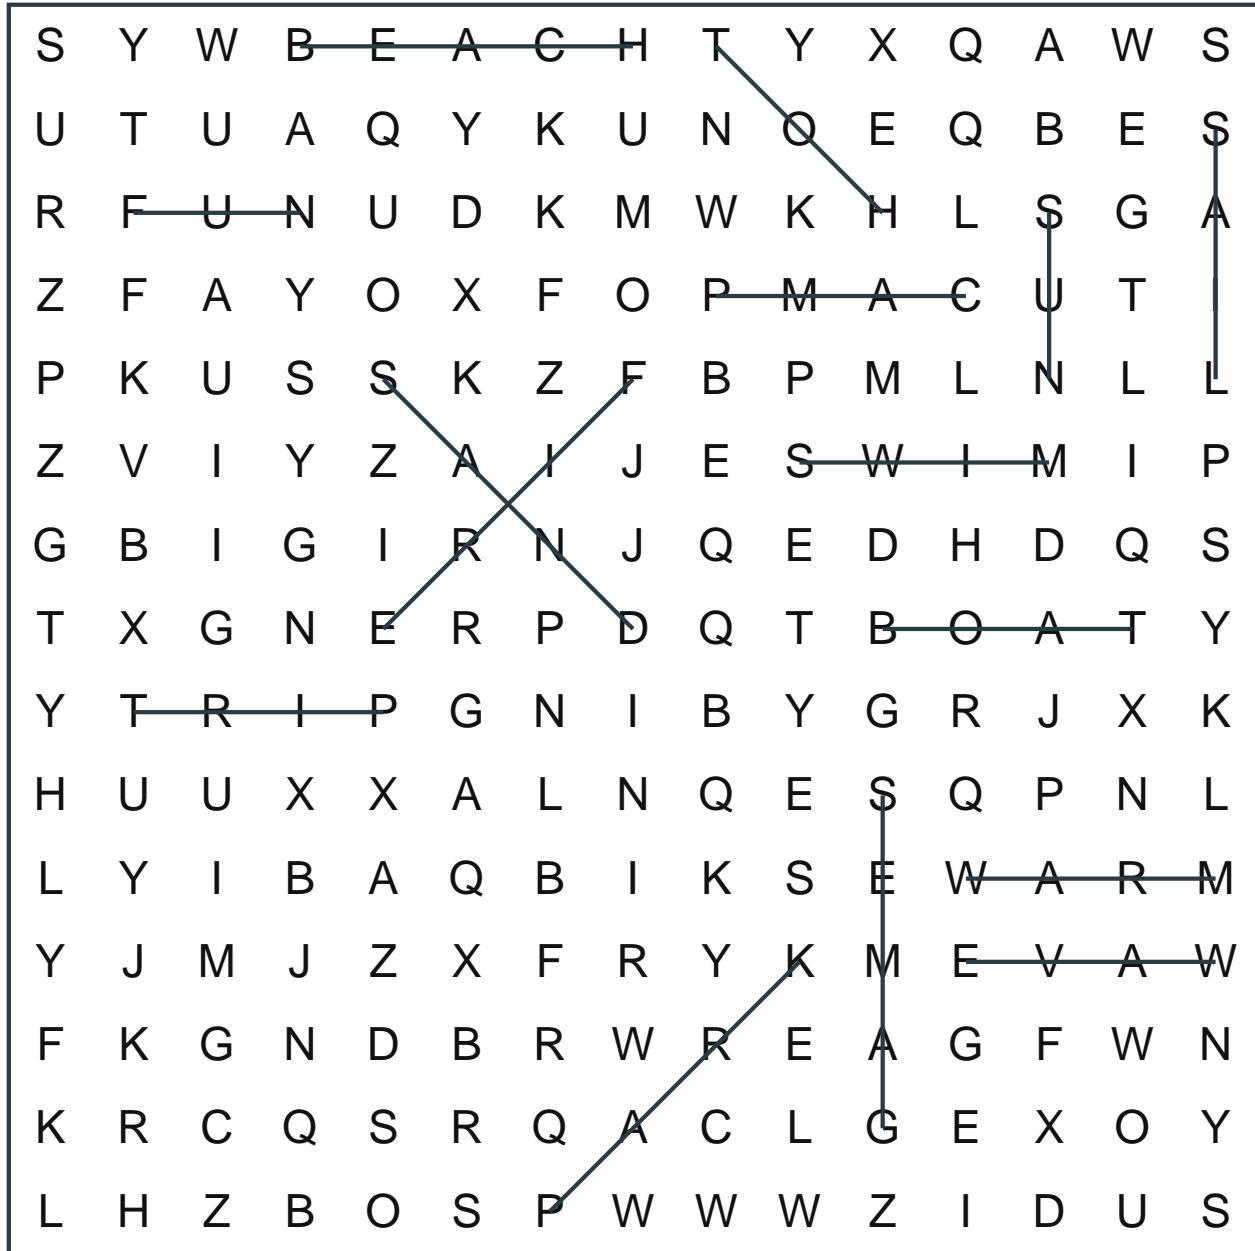 S Y W B E A C H T Y X Q A W S
U T U A Q Y K U N O E Q B E S
R F U N U D K M W K H L S G A
Z F A Y O X F O P M A C U T I
P K U S S K Z F B P M L N L L
Z V I Y Z A I J E S W I M I P
G B I G I R N J Q E D H D Q S
T X G N E R P D Q T B O A T Y
Y T R I P G N I B Y G R J X K
H U U X X A L N Q E S Q P N L
L Y I B A Q B I K S E W A R M
Y J M J Z X F R Y K M E V A W
F K G N D B R W R E A G F W N
K R C Q S R Q A C L G E X O Y
L H Z B O S P W W W Z I D U S